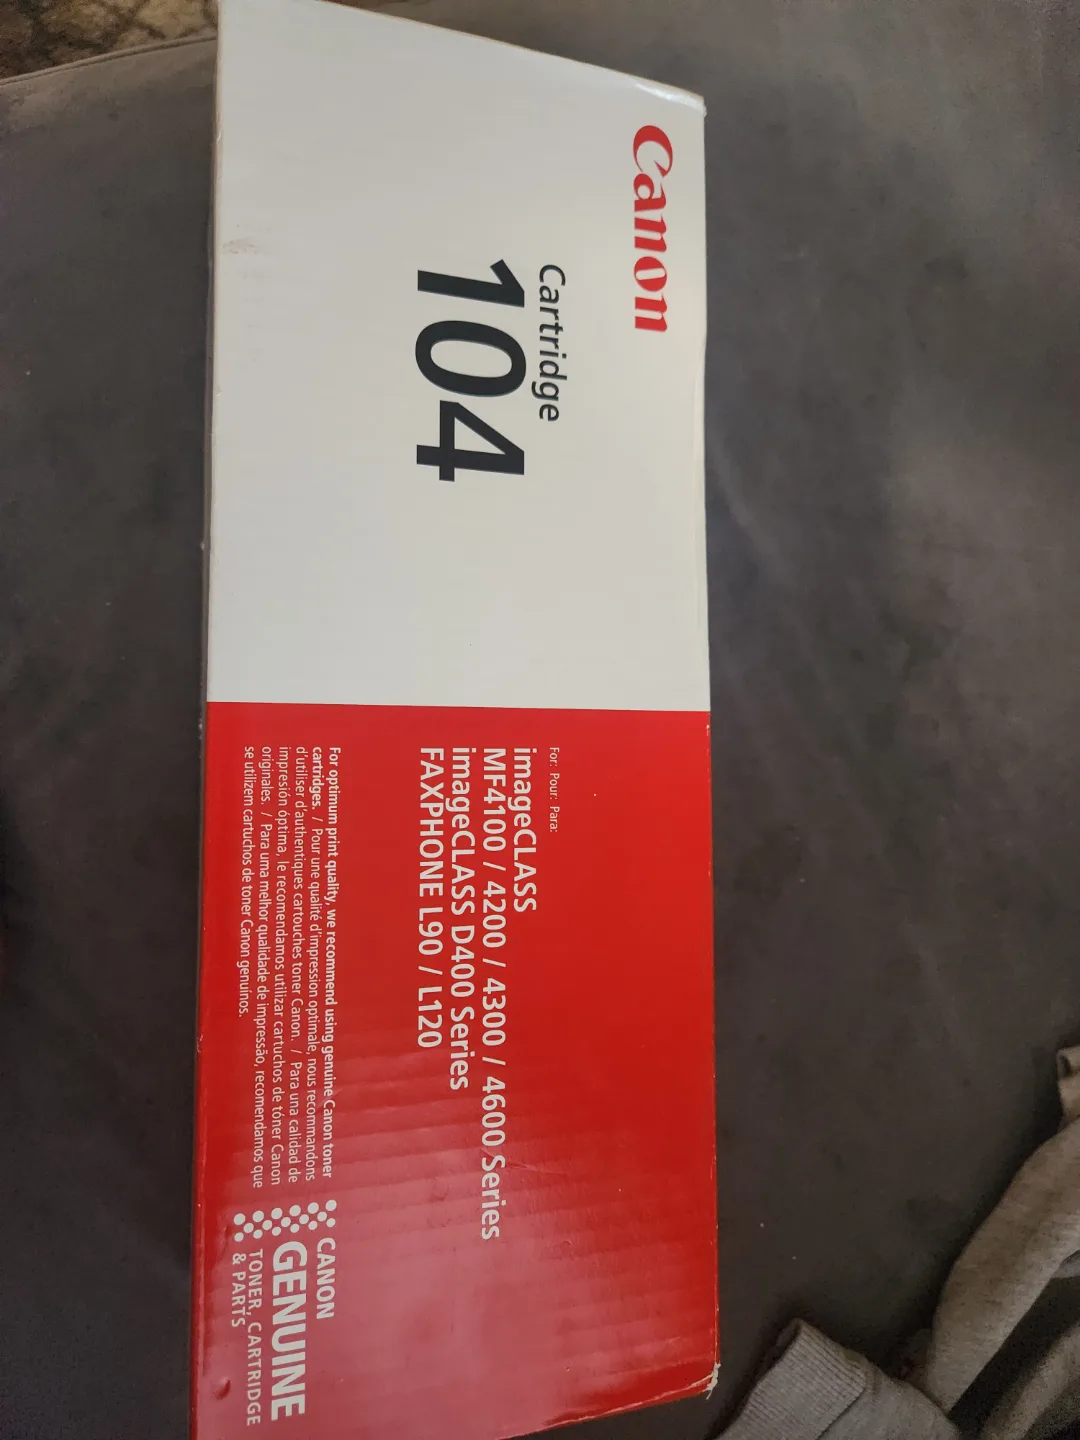 Canon
Cartridge
104
For: Pour: Para:
imageCLASS
MF4100 / 4200 / 4300 / 4600 Series
imageCLASS D400 Series
FAXPHONE L90 / L120
For optimum print quality, we recommend using genuine Canon toner
cartridges. / Pour une qualité d'impression optimale, nous recommandons
d'utiliser d'authentiques cartouches toner Canon. / Para una calidad de
impresión óptima, le recomendamos utilizar cartuchos de tóner Canon
originales. / Para uma melhor qualidade de impressão, recomendamos que
se utilizem cartuchos de toner Canon genuínos.
CANON
GENUINE
TONER, CARTRIDGE
& PARTS